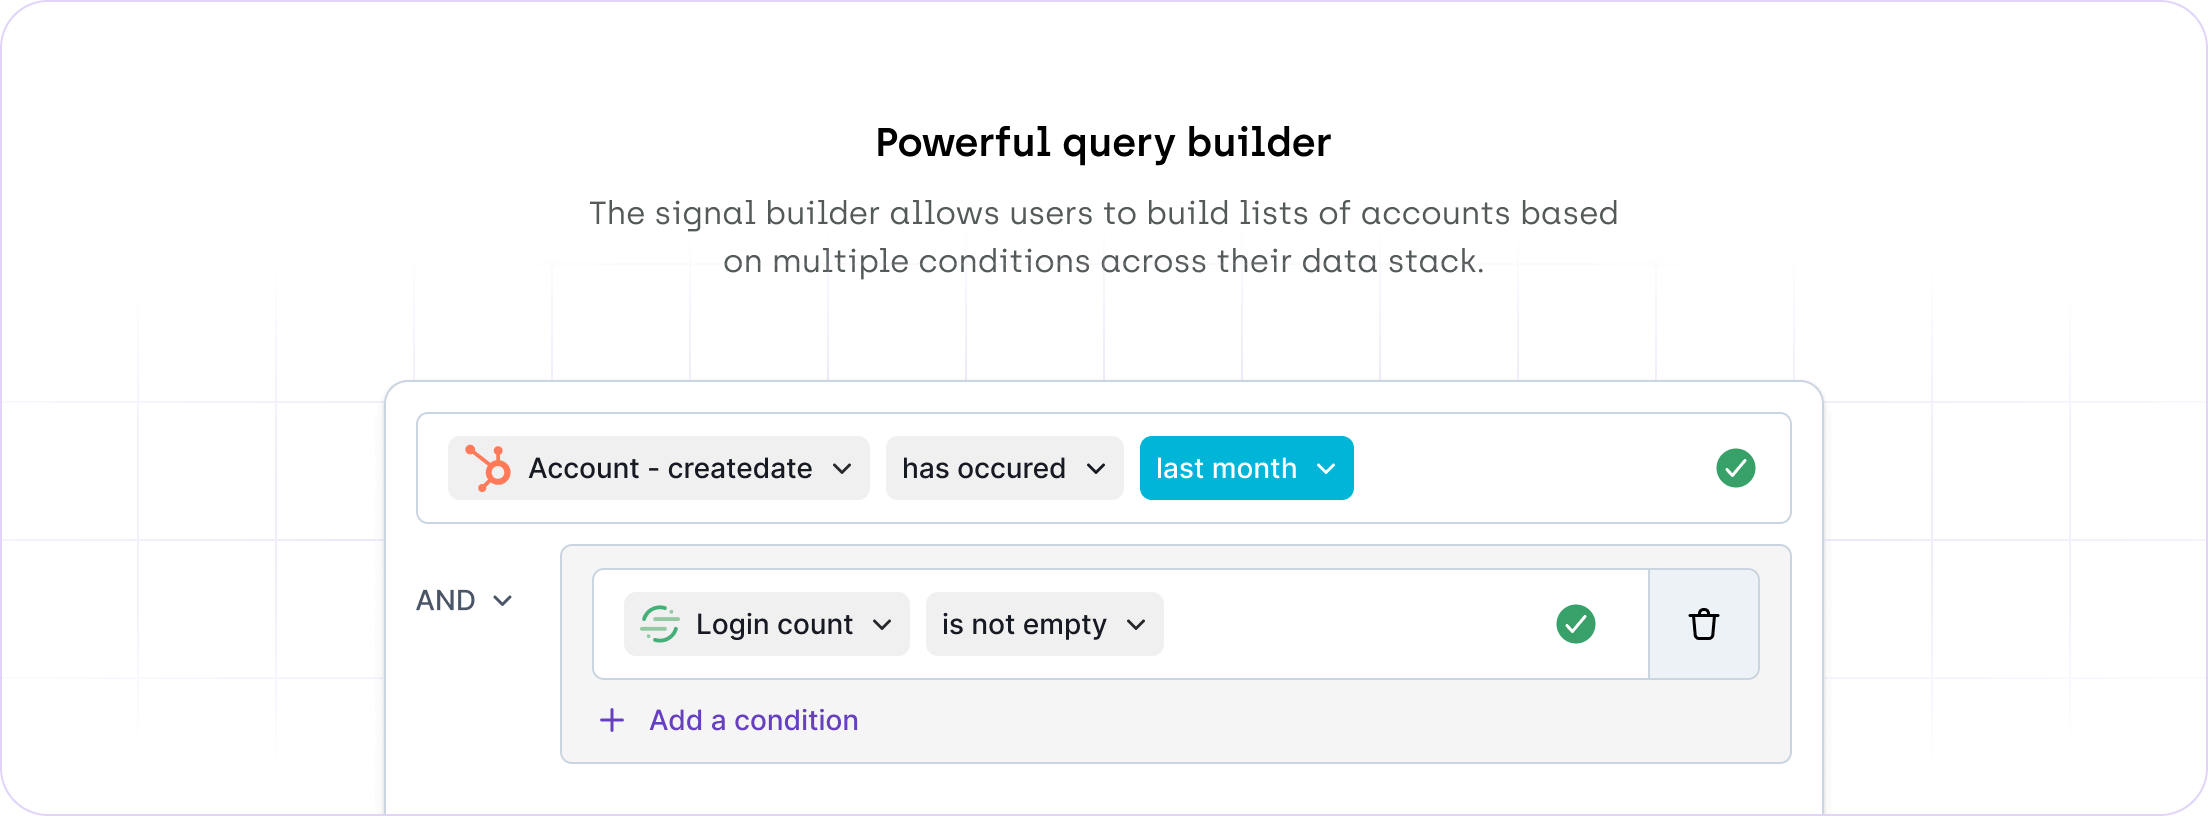 Powerful query builder
The signal builder allows users to build lists of accounts based
on multiple conditions across their data stack.
Account - createdate has occured last month
AND
Login count is not empty
Add a condition